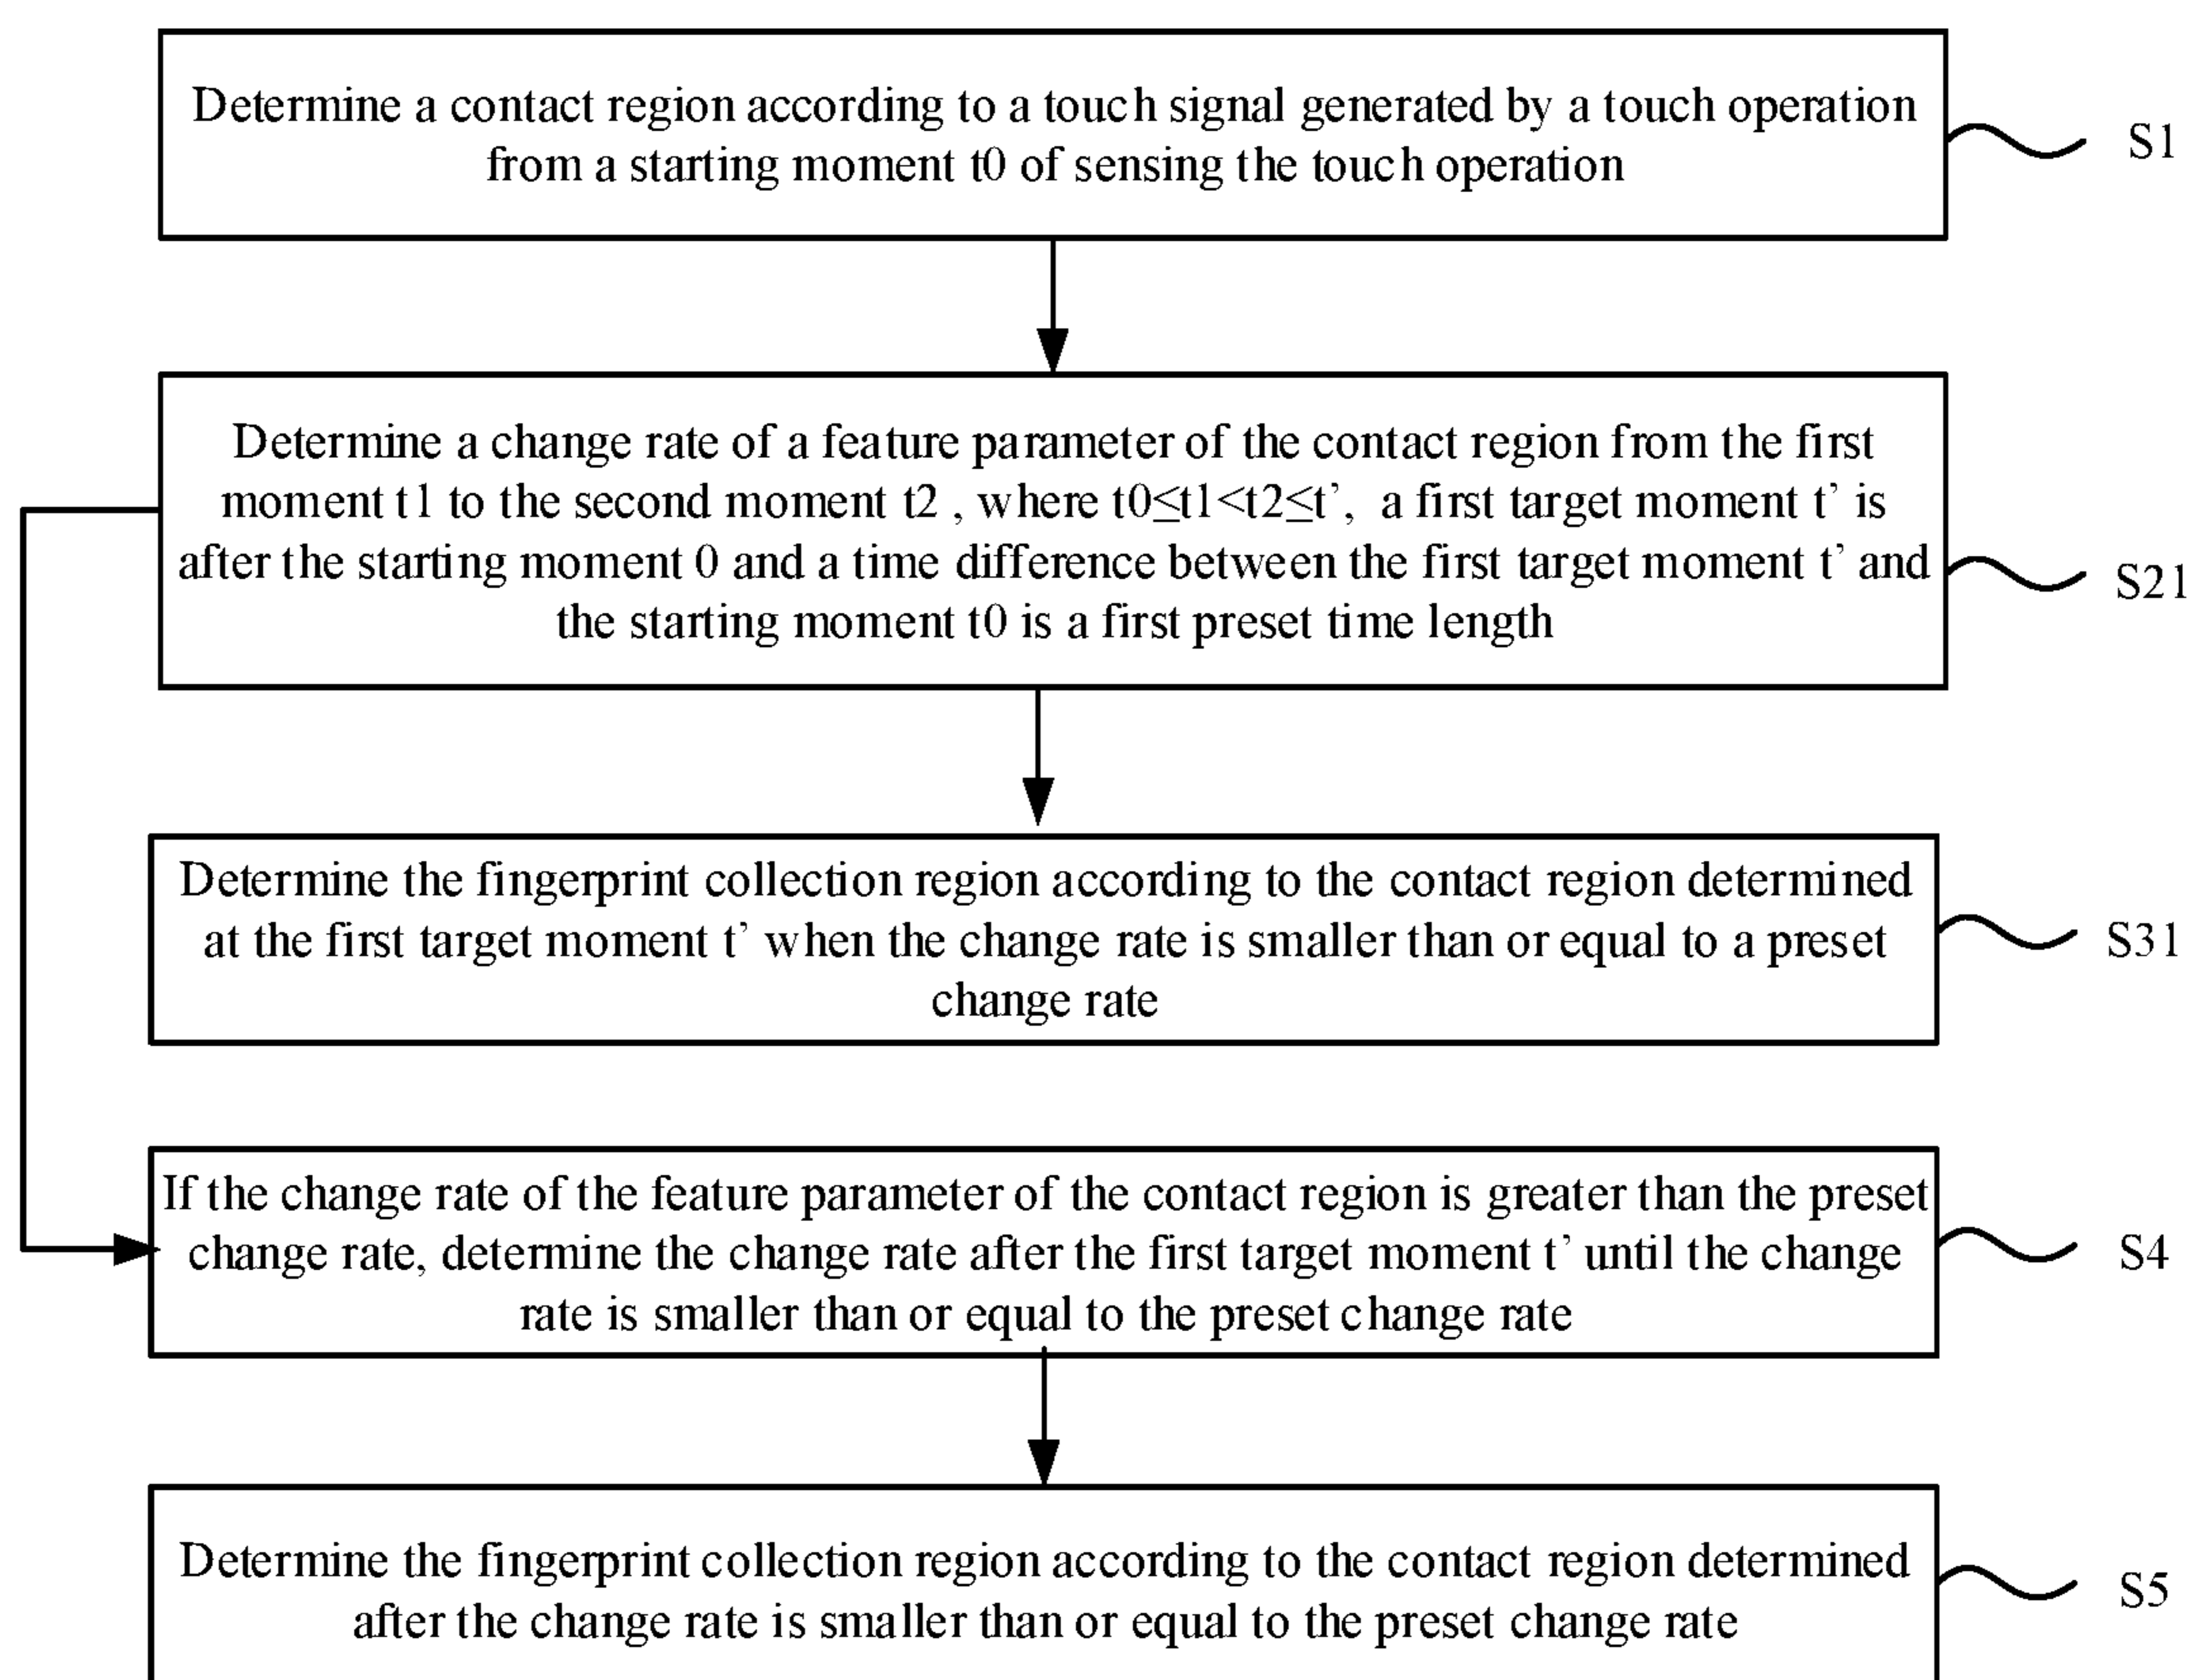 Determine a contact region according to a touch signal generated by a touch operation
from a starting moment t0 of sensing the touch operation
S1
Determine a change rate of a feature parameter of the contact region from the first
moment t1 to the second moment t2 , where t0≤t1<t2≤t’, a first target moment t’ is
after the starting moment 0 and a time difference between the first target moment t’ and
the starting moment t0 is a first preset time length
S21
Determine the fingerprint collection region according to the contact region determined
at the first target moment t’ when the change rate is smaller than or equal to a preset
change rate
S31
If the change rate of the feature parameter of the contact region is greater than the preset
change rate, determine the change rate after the first target moment t’ until the change
rate is smaller than or equal to the preset change rate
S4
Determine the fingerprint collection region according to the contact region determined
after the change rate is smaller than or equal to the preset change rate
S5